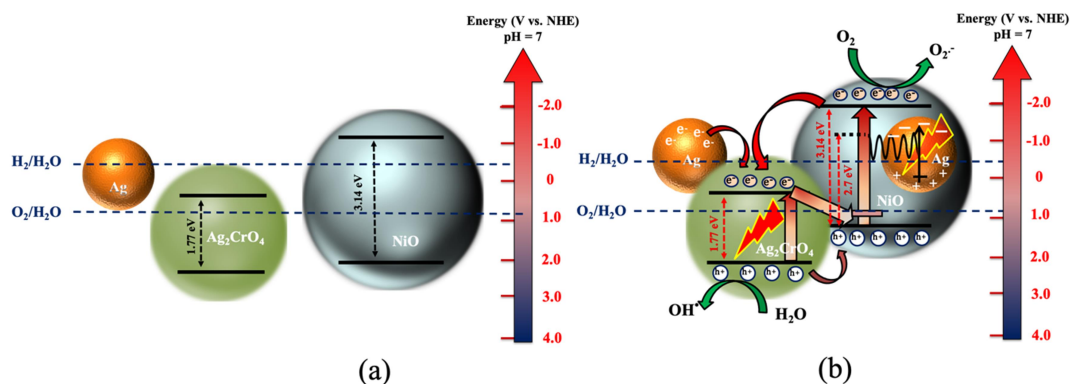 Energy (V vs. NHE)
pH = 7
-2.0
-1.0
0
1.0
2.0
3.0
4.0
H₂/H₂O
O₂/H₂O
Ag
1.77 eV
Ag₂CrO₄
3.14 eV
NiO
(a)
Energy (V vs. NHE)
pH = 7
-2.0
-1.0
0
1.0
2.0
3.0
4.0
O₂
O₂·-
e- e- e- e- e-
e-
e- e-
e- e-
Ag
3.14 eV
2.7 eV
Ag
H₂/H₂O
O₂/H₂O
e- e- e- e-
NiO
1.77 eV
Ag₂CrO₄
h+ h+ h+ h+ h+
h+ h+ h+ h+
OH•
H₂O
(b)